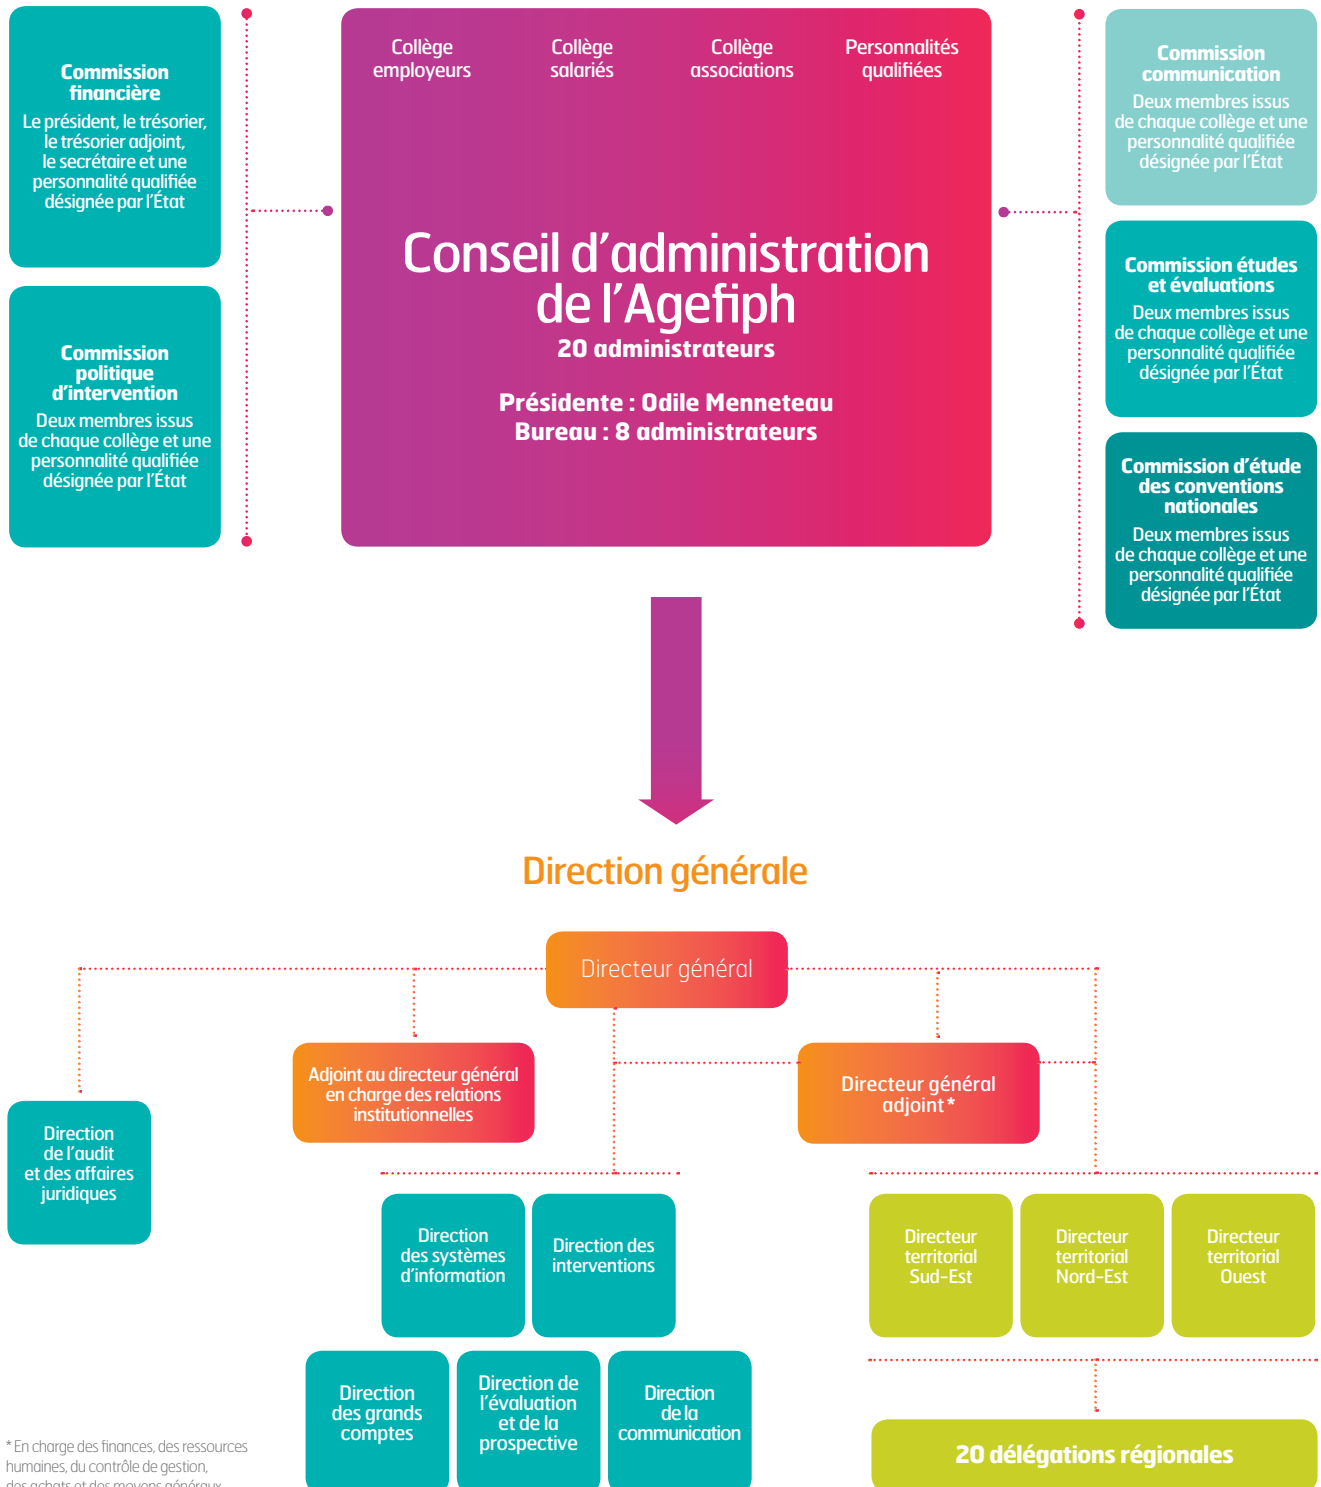 Commission
financière
Le président, le trésorier,
le trésorier adjoint,
le secrétaire et une
personnalité qualifiée
désignée par l'État
Commission
politique
d'intervention
Deux membres issus
de chaque collège et une
personnalité qualifiée
désignée par l'État
Collège
employeurs
Collège
salariés
Collège
associations
Personnalités
qualifiées
Conseil d'administration
de l'Agefiph
20 administrateurs
Présidente : Odile Menneteau
Bureau : 8 administrateurs
Commission
communication
Deux membres issus
de chaque collège et une
personnalité qualifiée
désignée par l'État
Commission études
et évaluations
Deux membres issus
de chaque collège et une
personnalité qualifiée
désignée par l'État
Commission d'étude
des conventions
nationales
Deux membres issus
de chaque collège et une
personnalité qualifiée
désignée par l'État
Direction générale
Directeur général
Adjoint au directeur général
en charge des relations
institutionnelles
Directeur général
adjoint *
Direction
de l'audit
et des affaires
juridiques
Direction
des systèmes
d'information
Direction des
interventions
Directeur
territorial
Sud-Est
Directeur
territorial
Nord-Est
Directeur
territorial
Ouest
Direction
des grands
comptes
Direction de
l'évaluation
et de la
prospective
Direction
de la
communication
20 délégations régionales
* En charge des finances, des ressources
humaines, du contrôle de gestion,
des achats et des moyens généraux